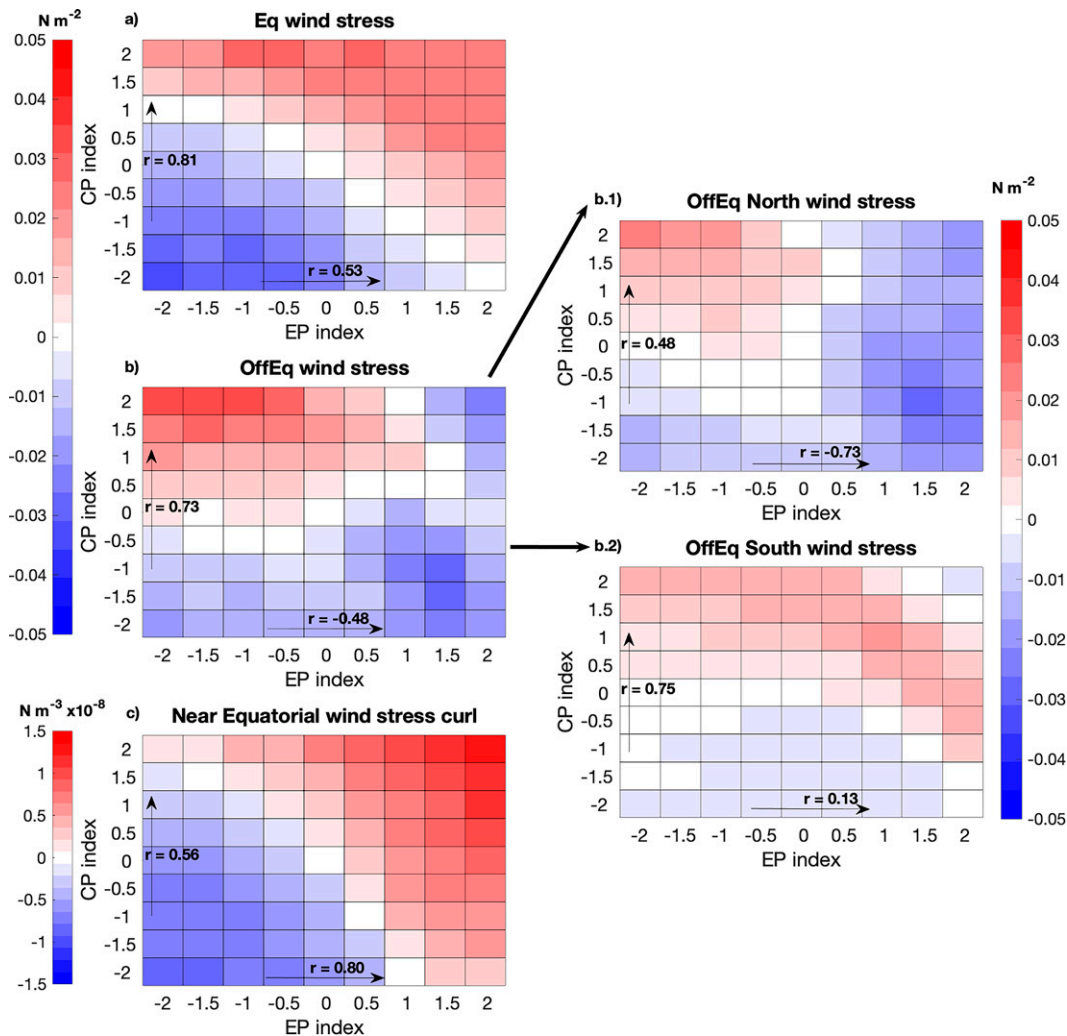 N m-2
a)
Eq wind stress
0.05
0.04
0.03
0.02
0.01
0
-0.01
-0.02
-0.03
-0.04
-0.05
CP index
2
1.5
1
0.5
0
-0.5
-1
-1.5
-2
r = 0.81
r = 0.53
-2 -1.5 -1 -0.5 0 0.5 1 1.5 2
EP index
b)
OffEq wind stress
CP index
2
1.5
1
0.5
0
-0.5
-1
-1.5
-2
r = 0.73
r = -0.48
-2 -1.5 -1 -0.5 0 0.5 1 1.5 2
EP index
b.1)
OffEq North wind stress
N m-2
CP index
2
1.5
1
0.5
0
-0.5
-1
-1.5
-2
r = 0.48
r = -0.73
-2 -1.5 -1 -0.5 0 0.5 1 1.5 2
EP index
0.05
0.04
0.03
0.02
0.01
0
-0.01
-0.02
-0.03
-0.04
-0.05
b.2)
OffEq South wind stress
CP index
2
1.5
1
0.5
0
-0.5
-1
-1.5
-2
r = 0.75
r = 0.13
-2 -1.5 -1 -0.5 0 0.5 1 1.5 2
EP index
N m-3 x10-8
c)
Near Equatorial wind stress curl
1.5
1
0.5
0
-0.5
-1
-1.5
CP index
2
1.5
1
0.5
0
-0.5
-1
-1.5
-2
r = 0.56
r = 0.80
-2 -1.5 -1 -0.5 0 0.5 1 1.5 2
EP index